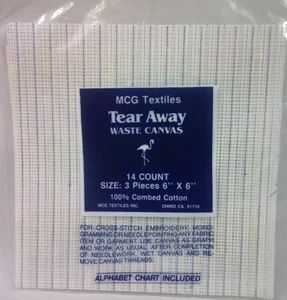 MCG Textiles
Tear Away
WASTE CANVAS
14 COUNT
SIZE: 3 Pieces 6" X 6"
100% Combed Cotton
MCG TEXTILES INC. CHINO CA. 91710
FOR CROSS-STITCH EMBROIDERY, MONO-
GRAMMING OR NEEDLEPOINTING ANY FABRIC
ITEM OR GARMENT. USE CANVAS AS GRAPH
AND WORK AS USUAL. AFTER COMPLETION
OF NEEDLEWORK, WET CANVAS AND RE-
MOVE CANVAS THREADS.
ALPHABET CHART INCLUDED